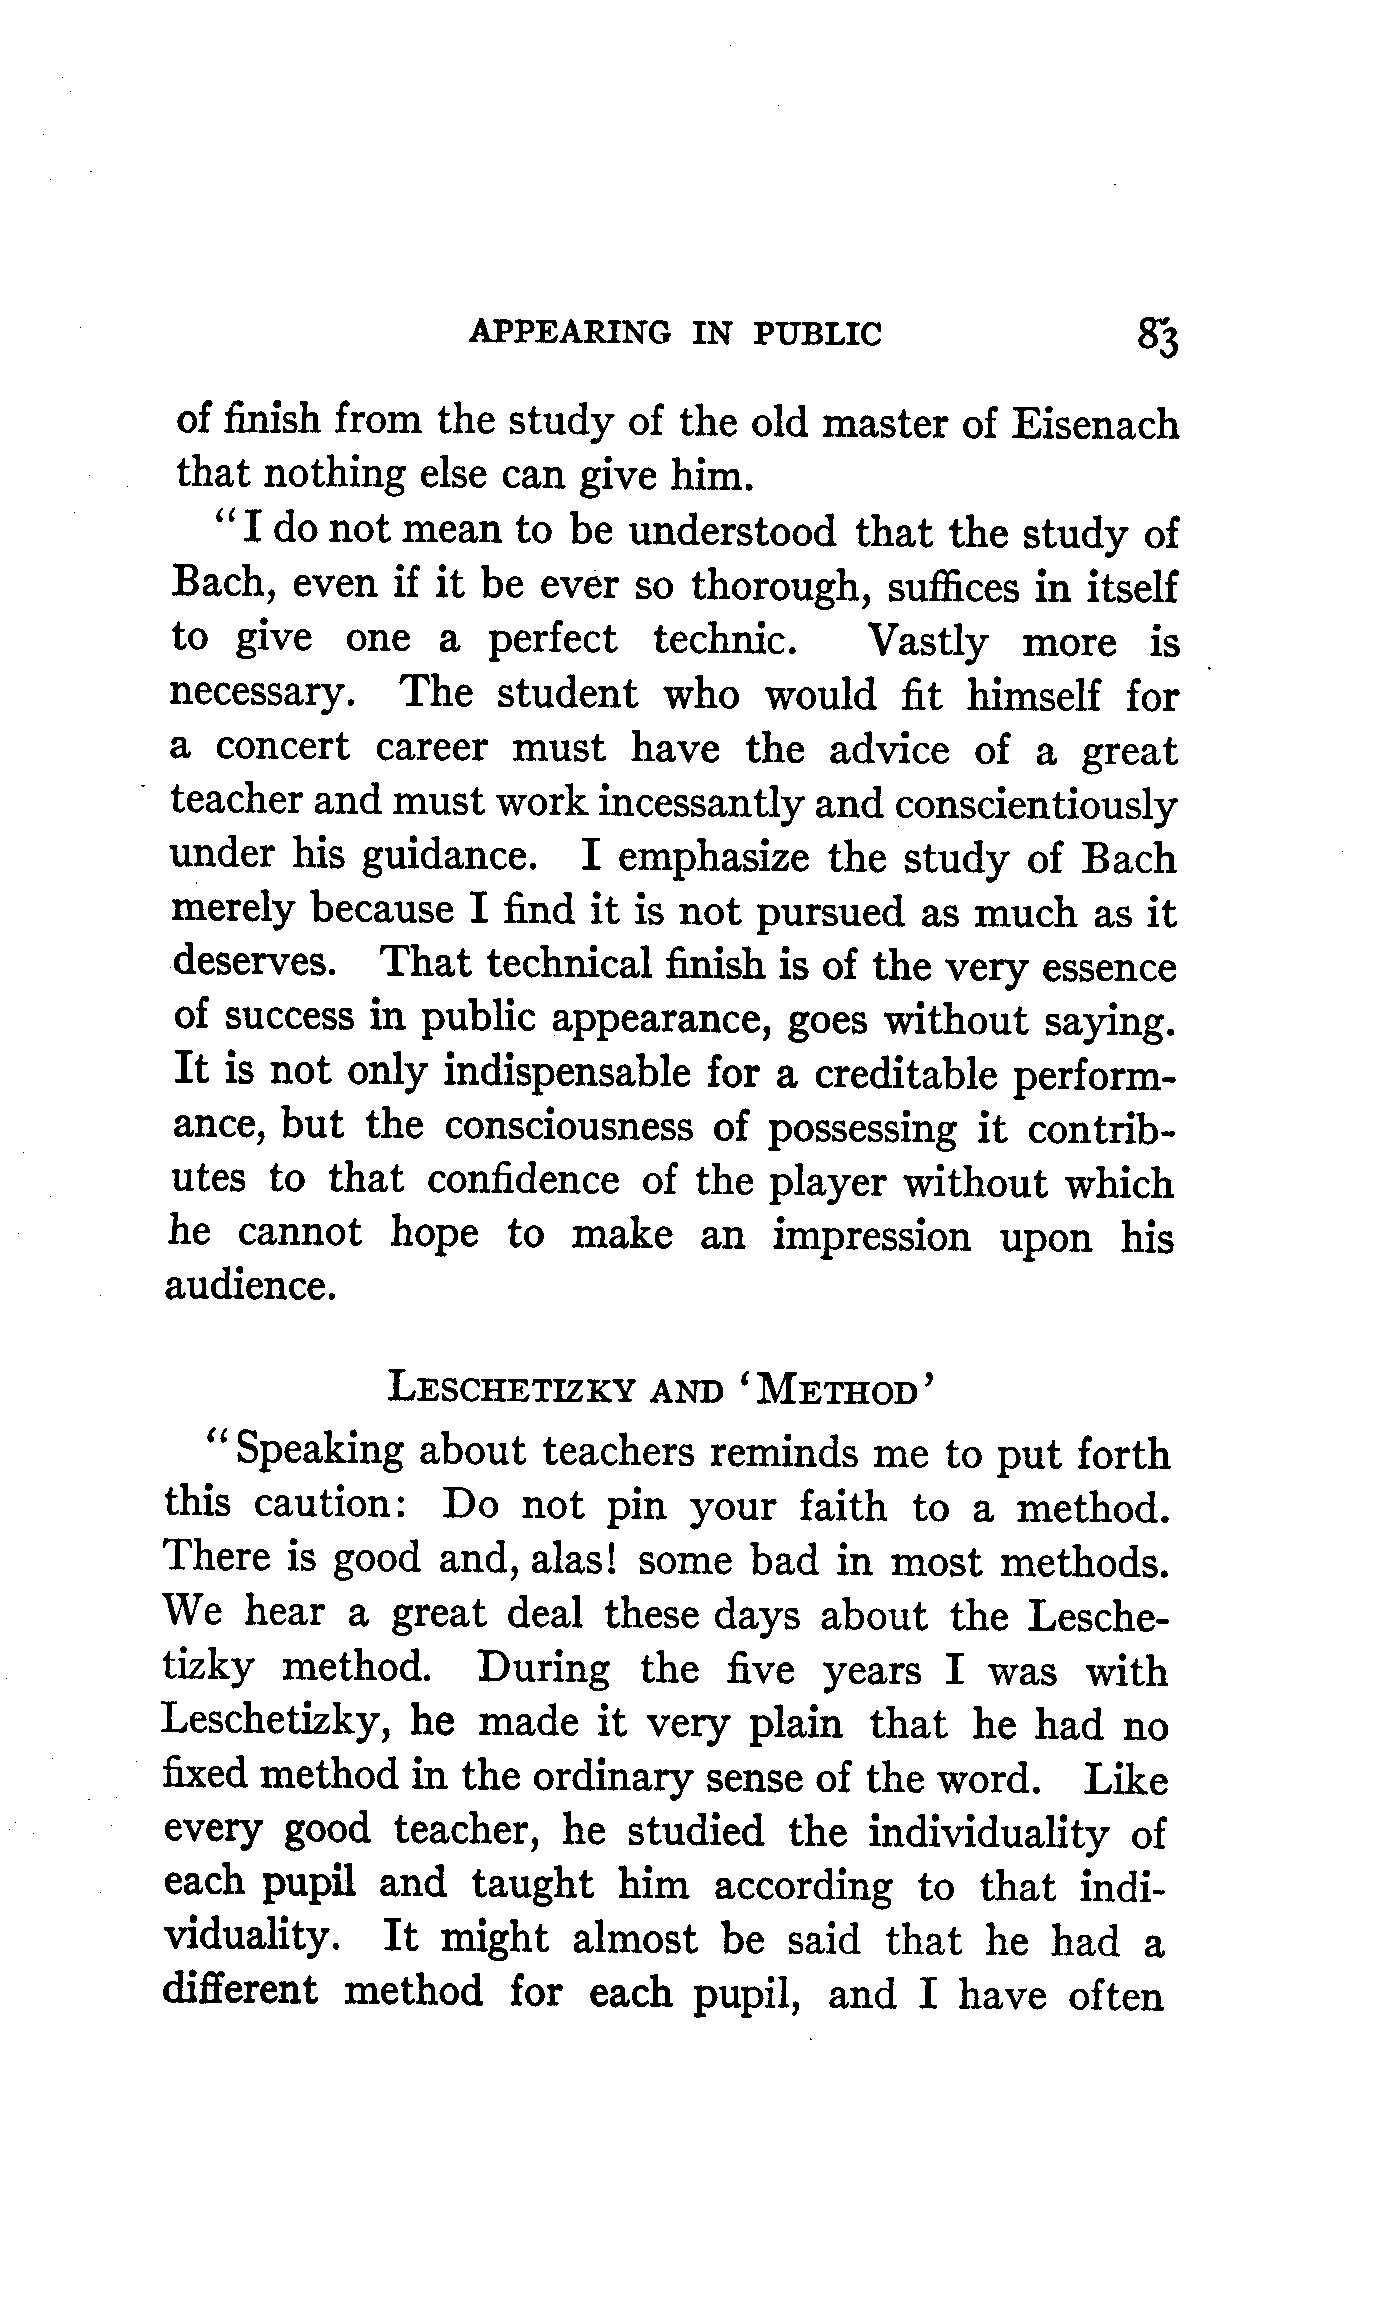 APPEARING IN PUBLIC 83
of finish from the study of the old master of Eisenach
that nothing else can give him.
"I do not mean to be understood that the study of
Bach, even if it be ever so thorough, suffices in itself
to give one a perfect technic. Vastly more is
necessary. The student who would fit himself for
a concert career must have the advice of a great
teacher and must work incessantly and conscientiously
under his guidance. I emphasize the study of Bach
merely because I find it is not pursued as much as it
deserves. That technical finish is of the very essence
of success in public appearance, goes without saying.
It is not only indispensable for a creditable perform-
ance, but the consciousness of possessing it contrib-
utes to that confidence of the player without which
he cannot hope to make an impression upon his
audience.
LESCHETIZKY AND 'METHOD'
"Speaking about teachers reminds me to put forth
this caution: Do not pin your faith to a method.
There is good and, alas! some bad in most methods.
We hear a great deal these days about the Lesche-
tizky method. During the five years I was with
Leschetizky, he made it very plain that he had no
fixed method in the ordinary sense of the word. Like
every good teacher, he studied the individuality of
each pupil and taught him according to that indi-
viduality. It might almost be said that he had a
different method for each pupil, and I have often